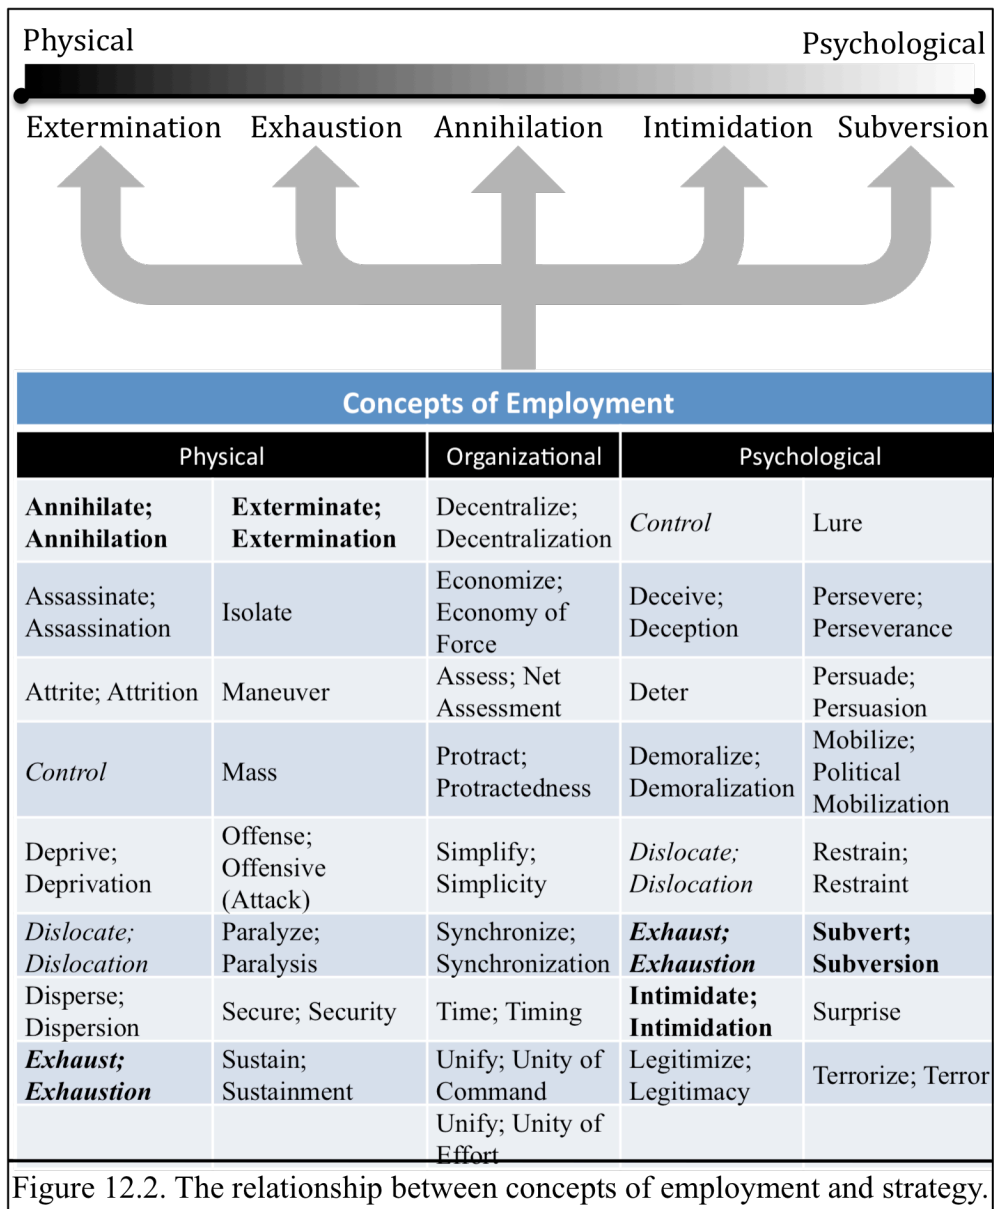 Physical
Psychological
Extermination Exhaustion Annihilation Intimidation Subversion
Concepts of Employment
Physical
Organizational
Psychological
Annihilate;
Annihilation
Exterminate;
Extermination
Decentralize;
Decentralization
Control
Lure
Assassinate;
Assassination
Isolate
Economize;
Economy of
Force
Deceive;
Deception
Persevere;
Perseverance
Attrite; Attrition
Maneuver
Assess; Net
Assessment
Deter
Persuade;
Persuasion
Control
Mass
Protract;
Protractedness
Demoralize;
Demoralization
Mobilize;
Political
Mobilization
Deprive;
Deprivation
Offense;
Offensive
(Attack)
Simplify;
Simplicity
Dislocate;
Dislocation
Restrain;
Restraint
Dislocate;
Dislocation
Paralyze;
Paralysis
Synchronize;
Synchronization
Exhaust;
Exhaustion
Subvert;
Subversion
Disperse;
Dispersion
Secure; Security
Time; Timing
Intimidate;
Intimidation
Surprise
Exhaust;
Exhaustion
Sustain;
Sustainment
Unify; Unity of
Command
Legitimize;
Legitimacy
Terrorize; Terror
Unify; Unity of
Effort
Figure 12.2. The relationship between concepts of employment and strategy.